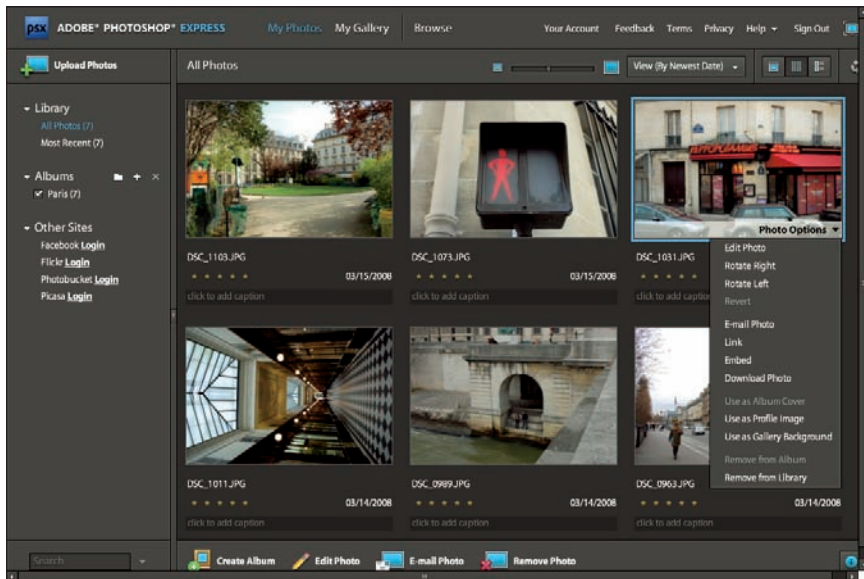 psx ADOBE® PHOTOSHOP® EXPRESS My Photos My Gallery Browse Your Account Feedback Terms Privacy Help Sign Out
Upload Photos
All Photos
View (By Newest Date)
Library
All Photos (7)
Most Recent (7)
Albums
Paris (7)
Other Sites
Facebook Login
Flickr Login
Photobucket Login
Picasa Login
Search
DSC_1103.JPG
03/15/2008
click to add caption
DSC_1073.JPG
03/15/2008
click to add caption
DSC_1031.JPG
click to add caption
Photo Options
Edit Photo
Rotate Right
Rotate Left
Revert
E-mail Photo
Link
Embed
Download Photo
Use as Album Cover
Use as Profile Image
Use as Gallery Background
Remove from Album
Remove from Library
DSC_1011.JPG
03/14/2008
click to add caption
DSC_0989.JPG
03/14/2008
click to add caption
DSC_0963.JPG
03/14/2008
click to add caption
Create Album Edit Photo E-mail Photo Remove Photo